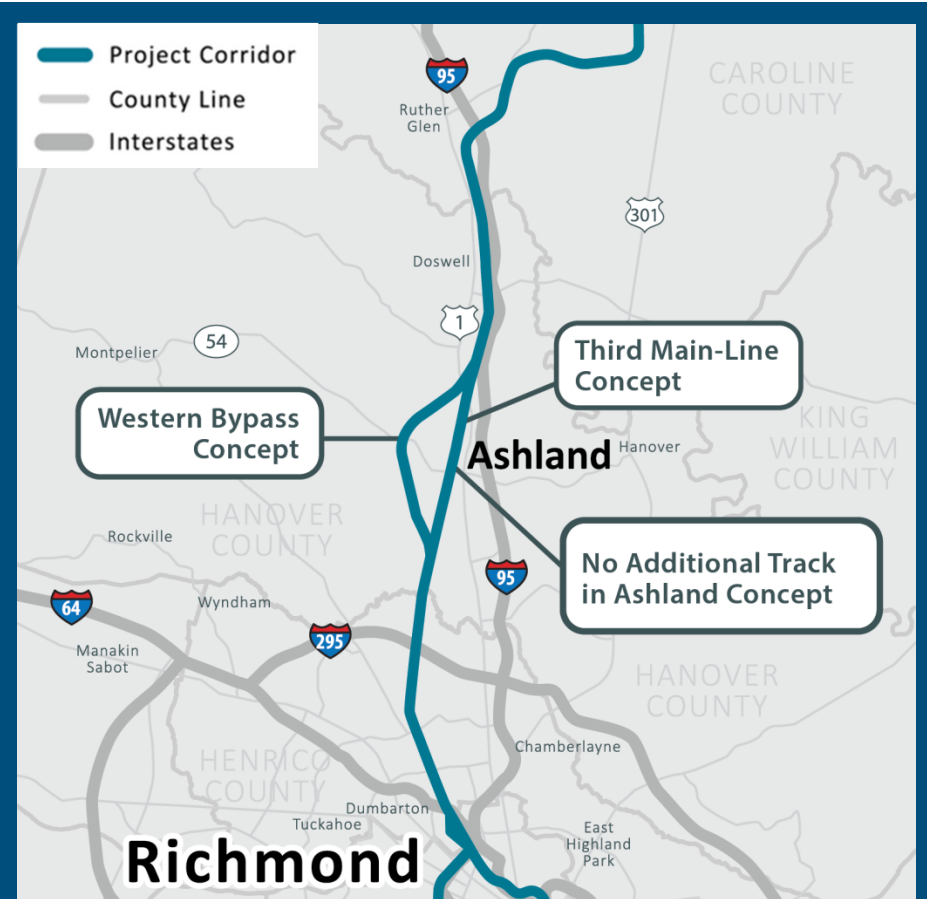 Project Corridor
County Line
Interstates
95
Ruther
Glen
CAROLINE
COUNTY
301
Doswell
1
54
Montpelier
Third Main-Line
Concept
Western Bypass
Concept
Ashland
Hanover
KING
WILLIAM
COUNTY
HANOVER
COUNTY
Rockville
No Additional Track
in Ashland Concept
95
64
Wyndham
295
Manakin
Sabot
HANOVER
COUNTY
Chamberlayne
HENRICO
COUNTY
Dumbarton
Tuckahoe
East
Highland
Park
Richmond